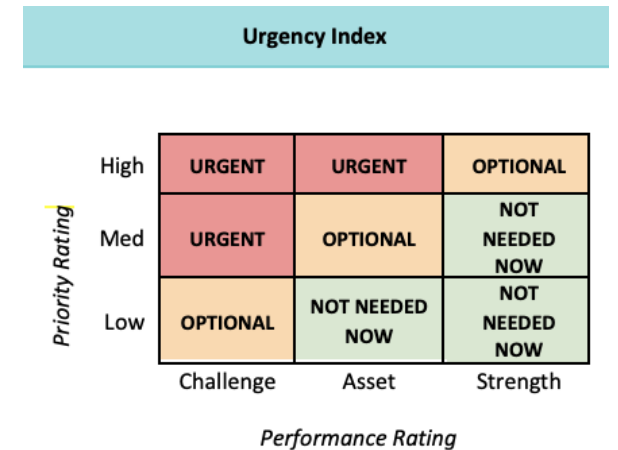 Urgency Index
High URGENT URGENT OPTIONAL
Priority Rating
Med URGENT OPTIONAL NOT NEEDED NOW
Low OPTIONAL NOT NEEDED NOW NOT NEEDED NOW
Challenge Asset Strength
Performance Rating